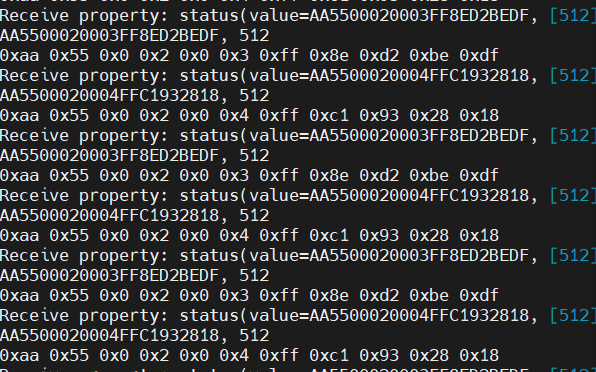 Receive property: status(value=AA5500020003FF8ED2BEDF, [512]
AA5500020003FF8ED2BEDF, 512
0xaa 0x55 0x0 0x2 0x0 0x3 0xff 0x8e 0xd2 0xbe 0xdf
Receive property: status(value=AA5500020004FFC1932818, [512]
AA5500020004FFC1932818, 512
0xaa 0x55 0x0 0x2 0x0 0x4 0xff 0xc1 0x93 0x28 0x18
Receive property: status(value=AA5500020003FF8ED2BEDF, [512]
AA5500020003FF8ED2BEDF, 512
0xaa 0x55 0x0 0x2 0x0 0x3 0xff 0x8e 0xd2 0xbe 0xdf
Receive property: status(value=AA5500020004FFC1932818, [512]
AA5500020004FFC1932818, 512
0xaa 0x55 0x0 0x2 0x0 0x4 0xff 0xc1 0x93 0x28 0x18
Receive property: status(value=AA5500020003FF8ED2BEDF, [512]
AA5500020003FF8ED2BEDF, 512
0xaa 0x55 0x0 0x2 0x0 0x3 0xff 0x8e 0xd2 0xbe 0xdf
Receive property: status(value=AA5500020004FFC1932818, [512]
AA5500020004FFC1932818, 512
0xaa 0x55 0x0 0x2 0x0 0x4 0xff 0xc1 0x93 0x28 0x18